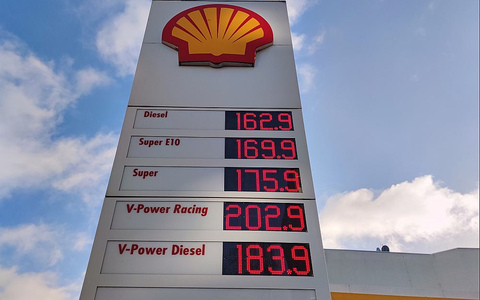 Diesel 162.9
Super E10 169.9
Super 175.9
V-Power Racing 202.9
V-Power Diesel 183.9